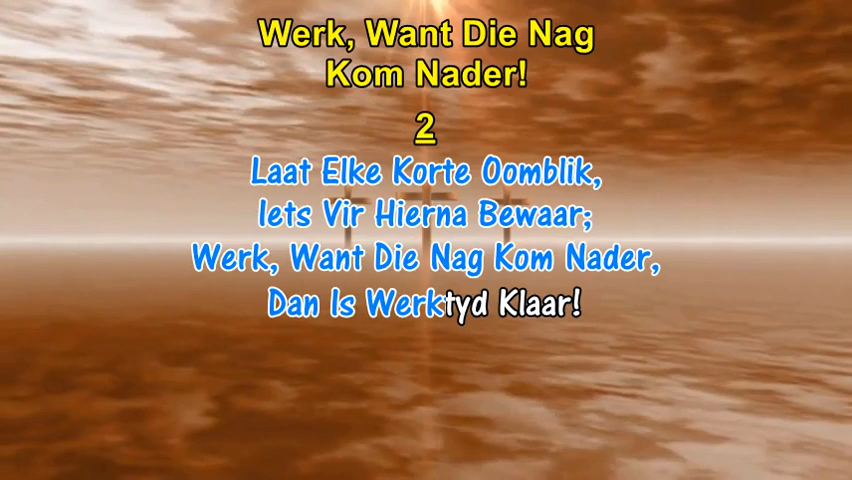 Werk, Want Die Nag
Kom Nader!
2
Laat Elke Korte Oomblik,
Iets Vir Hierna Bewaar;
Werk, Want Die Nag Kom Nader,
Dan Is Werktyd Klaar!